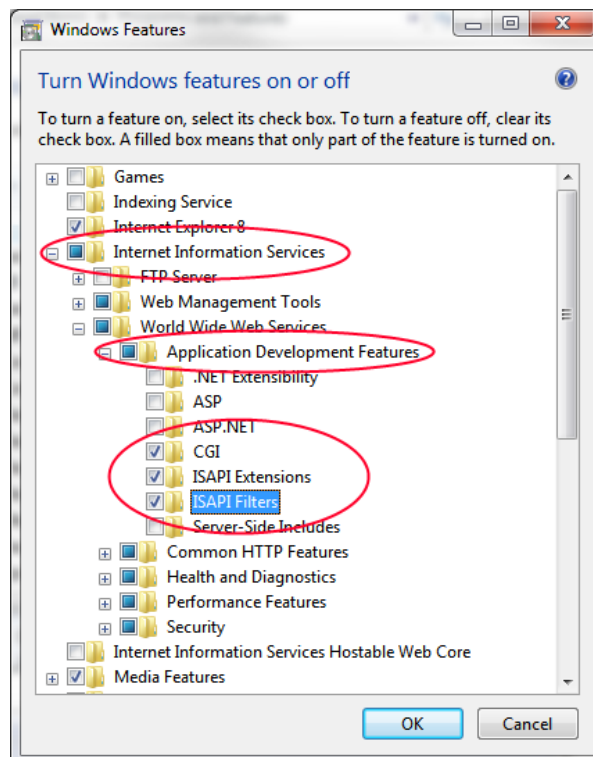 Windows Features
Turn Windows features on or off
To turn a feature on, select its check box. To turn a feature off, clear its
check box. A filled box means that only part of the feature is turned on.
Games
Indexing Service
Internet Explorer 8
Internet Information Services
FTP Server
Web Management Tools
World Wide Web Services
Application Development Features
.NET Extensibility
ASP
ASP.NET
CGI
ISAPI Extensions
ISAPI Filters
Server-Side Includes
Common HTTP Features
Health and Diagnostics
Performance Features
Security
Internet Information Services Hostable Web Core
Media Features
OK Cancel